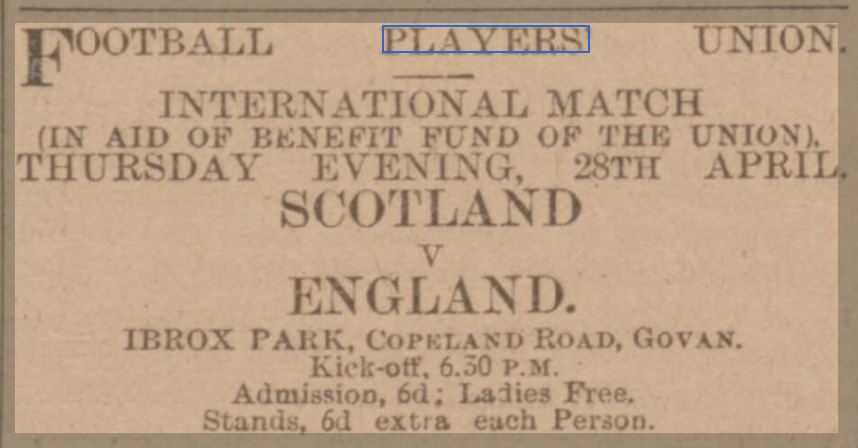 FOOTBALL PLAYERS' UNION.
INTERNATIONAL MATCH
(IN AID OF BENEFIT FUND OF THE UNION),
THURSDAY EVENING, 28TH APRIL.
SCOTLAND
V
ENGLAND.
IBROX PARK, COPELAND ROAD, GOVAN.
Kick-off, 6.30 P.M.
Admission, 6d; Ladies Free.
Stands, 6d extra each Person.